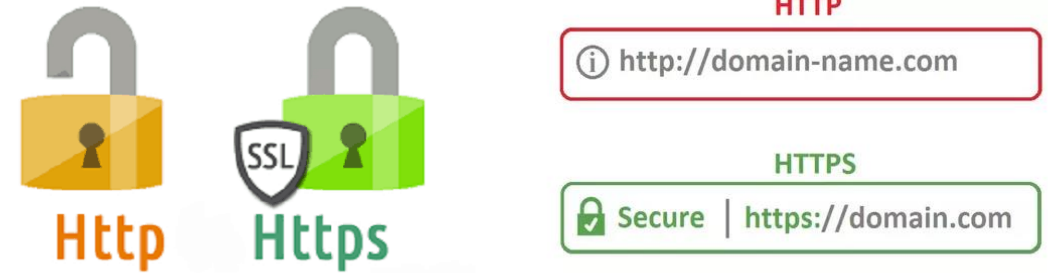 SSL
Http
Https
HTTP
http://domain-name.com
HTTPS
Secure | https://domain.com